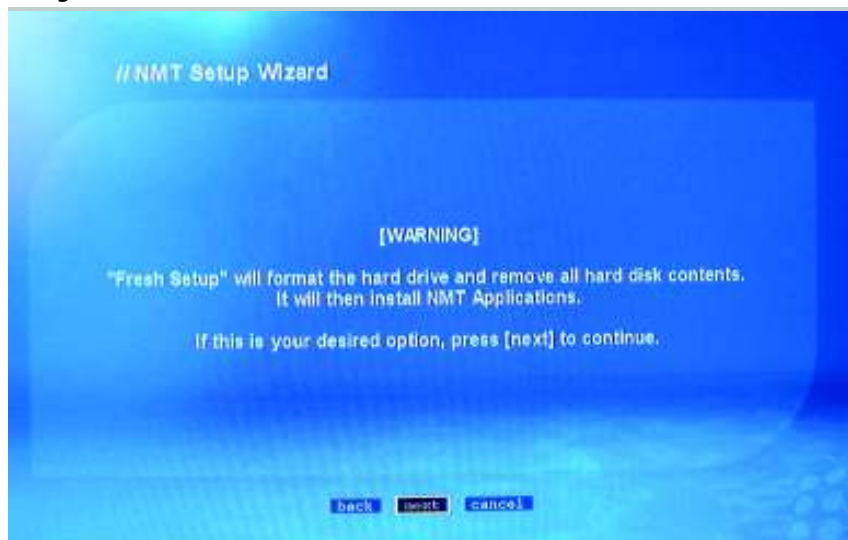 //NMT Setup Wizard
[WARNING]
"Fresh Setup" will format the hard drive and remove all hard disk contents.
It will then install NMT Applications.
If this is your desired option, press [next] to continue.
back next cancel